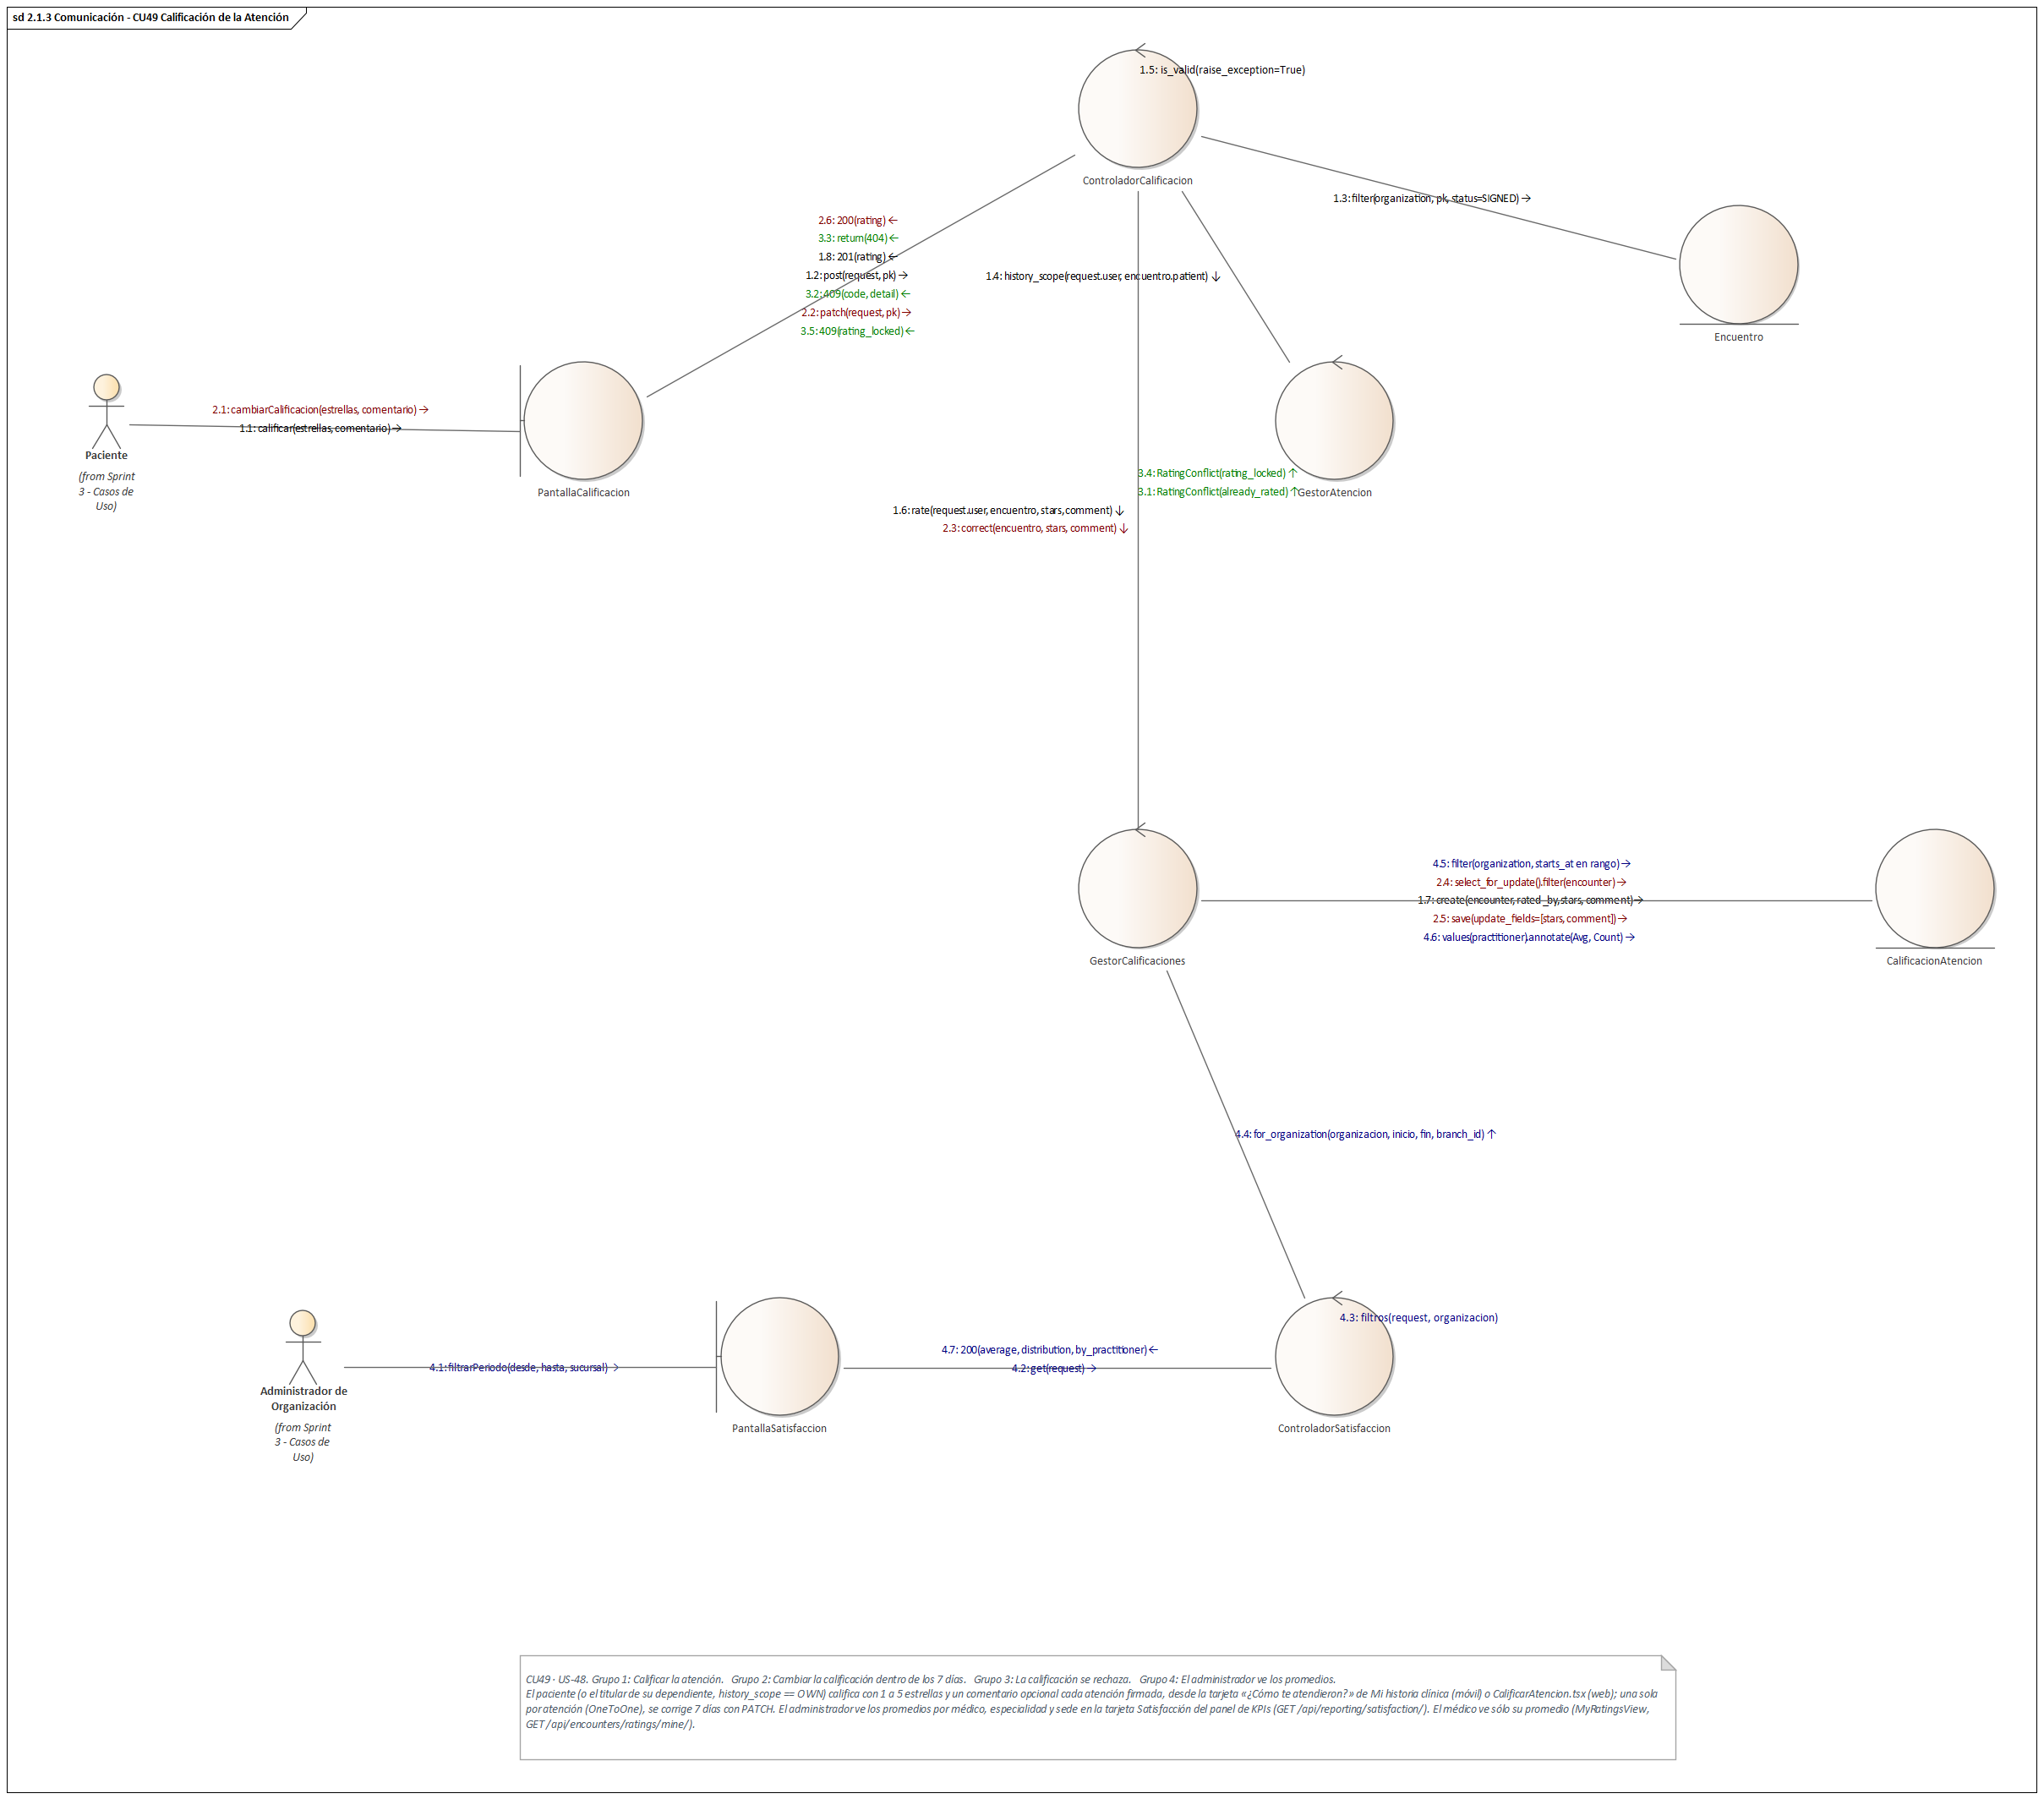 sd 2.1.3 Comunicación - CU49 Calificación de la Atención
1.5: is_valid(raise_exception=True)
ControladorCalificacion
1.3: filter(organization, pk, status=SIGNED)
2.6: 200(rating)
3.3: return(404)
1.8: 201(rating)
1.2: post(request, pk)
3.2: 409(code, detail)
2.2: patch(request, pk)
3.5: 409(rating_locked)
1.4: history_scope(request.user, encuentro.patient)
Encuentro
2.1: cambiarCalificacion(estrellas, comentario)
1.1: calificar(estrellas, comentario)
Paciente
(from Sprint
3 - Casos de
Uso)
PantallaCalificacion
3.4: RatingConflict(rating_locked)
3.1: RatingConflict(already_rated)
GestorAtencion
1.6: rate(request.user, encuentro, stars, comment)
2.3: correct(encuentro, stars, comment)
4.5: filter(organization, starts_at en rango)
2.4: select_for_update().filter(encounter)
1.7: create(encounter, rated_by, stars, comment)
2.5: save(update_fields=[stars, comment])
4.6: values(practitioner).annotate(Avg, Count)
GestorCalificaciones
CalificacionAtencion
4.4: for_organization(organizacion, inicio, fin, branch_id)
4.3: filtros(request, organizacion)
4.7: 200(average, distribution, by_practitioner)
4.1: filtrarPeriodo(desde, hasta, sucursal)
4.2: get(request)
Administrador de
Organización
(from Sprint
3 - Casos de
Uso)
PantallaSatisfaccion
ControladorSatisfaccion
CU49 · US-48. Grupo 1: Calificar la atención.   Grupo 2: Cambiar la calificación dentro de los 7 días.   Grupo 3: La calificación se rechaza.   Grupo 4: El administrador ve los promedios.
El paciente (o el titular de su dependiente, history_scope == OWN) califica con 1 a 5 estrellas y un comentario opcional cada atención firmada, desde la tarjeta «¿Cómo te atendieron?» de Mi historia clínica (móvil) o CalificarAtencion.tsx (web); una sola
por atención (OneToOne), se corrige 7 días con PATCH. El administrador ve los promedios por médico, especialidad y sede en la tarjeta Satisfacción del panel de KPIs (GET /api/reporting/satisfaction/). El médico ve sólo su promedio (MyRatingsView,
GET /api/encounters/ratings/mine/).